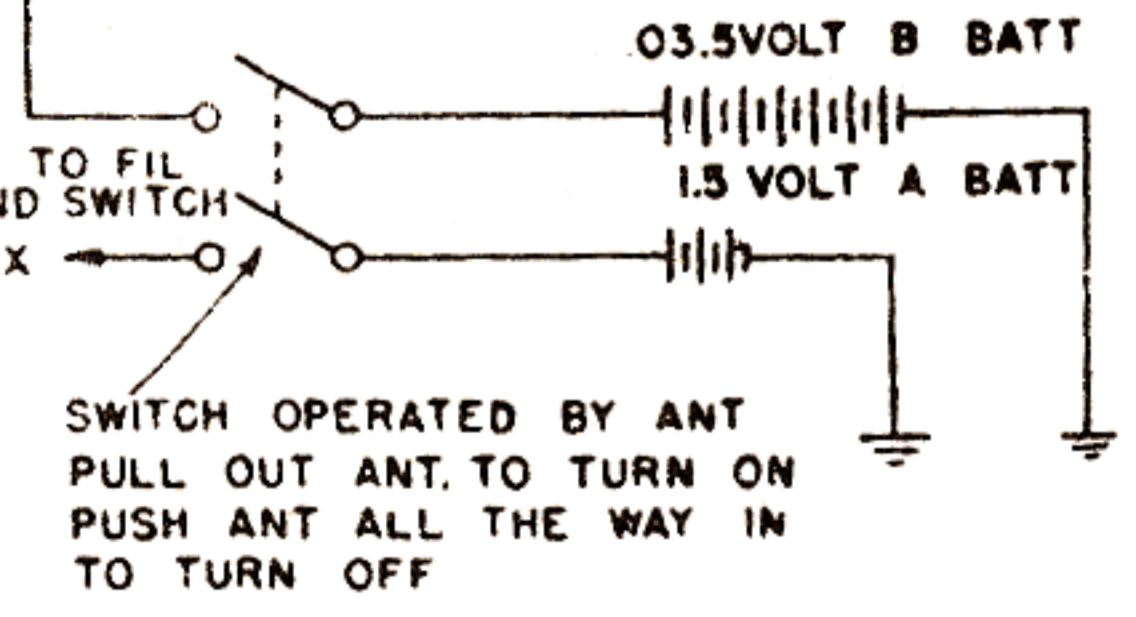 .03.5VOLT B BATT
1.5 VOLT A BATT
TO FIL
ND SWITCH
X
SWITCH OPERATED BY ANT
PULL OUT ANT. TO TURN ON
PUSH ANT ALL THE WAY IN
TO TURN OFF